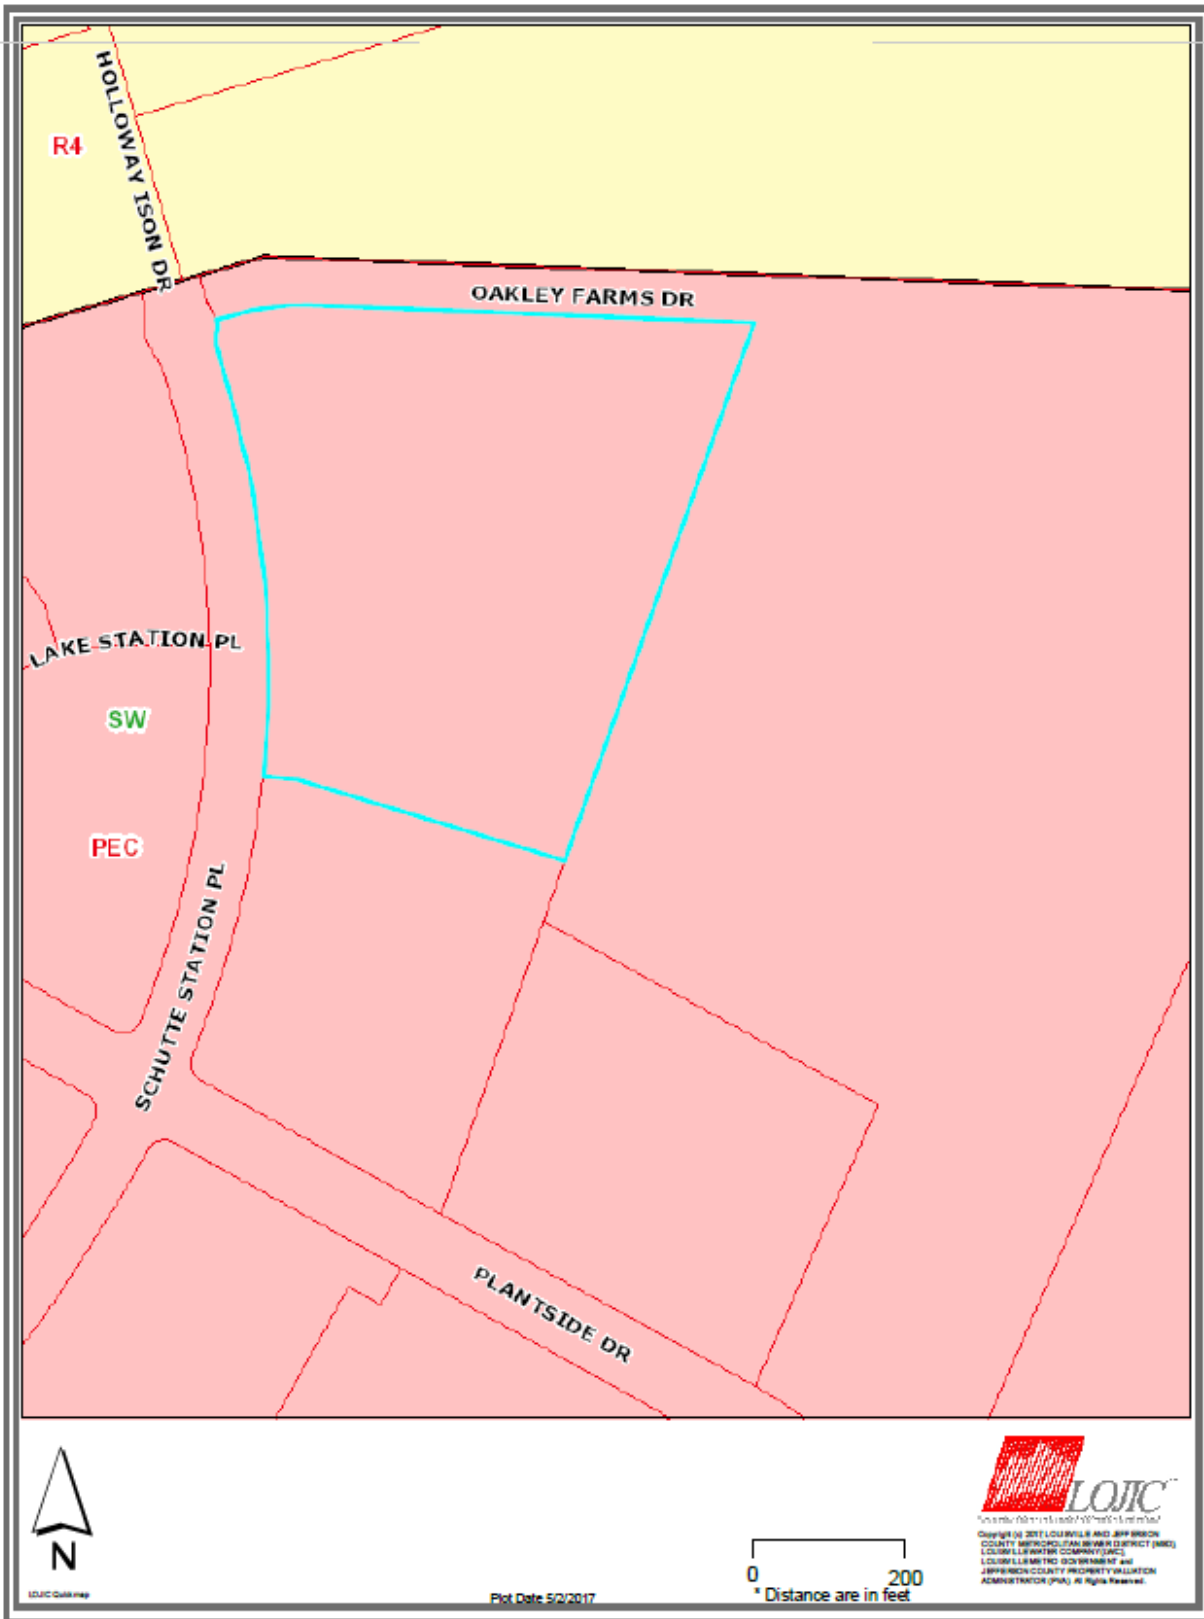 HOLLOWAY ISON DR
R4
OAKLEY FARMS DR
LAKE STATION PL
SW
PEC
SCHUTTE STATION PL
PLANTSIDE DR
N
LOJIC Quickmap
Plot Date 5/2/2017
0 200
* Distance are in feet
LOJIC
Copyright (c) 2017, LOUISVILLE AND JEFFERSON
COUNTY METROPOLITAN SEWER DISTRICT (MSD),
LOUISVILLE WATER COMPANY (LWC),
LOUISVILLE METRO GOVERNMENT and
JEFFERSON COUNTY PROPERTY VALUATION
ADMINISTRATOR (PVA). All Rights Reserved.